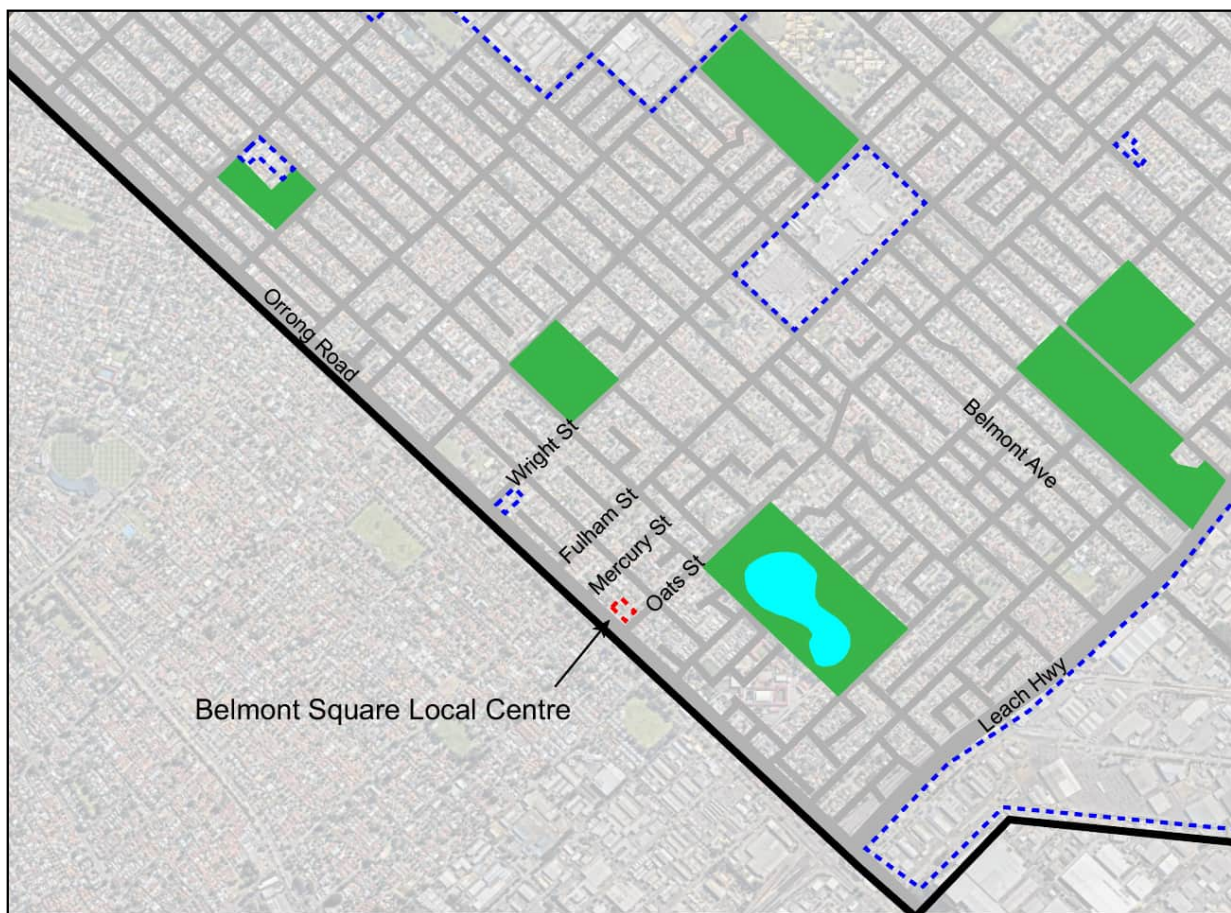 Orrong Road
Wright St
Belmont Ave
Fulham St
Mercury St
Oats St
Leach Hwy
Belmont Square Local Centre